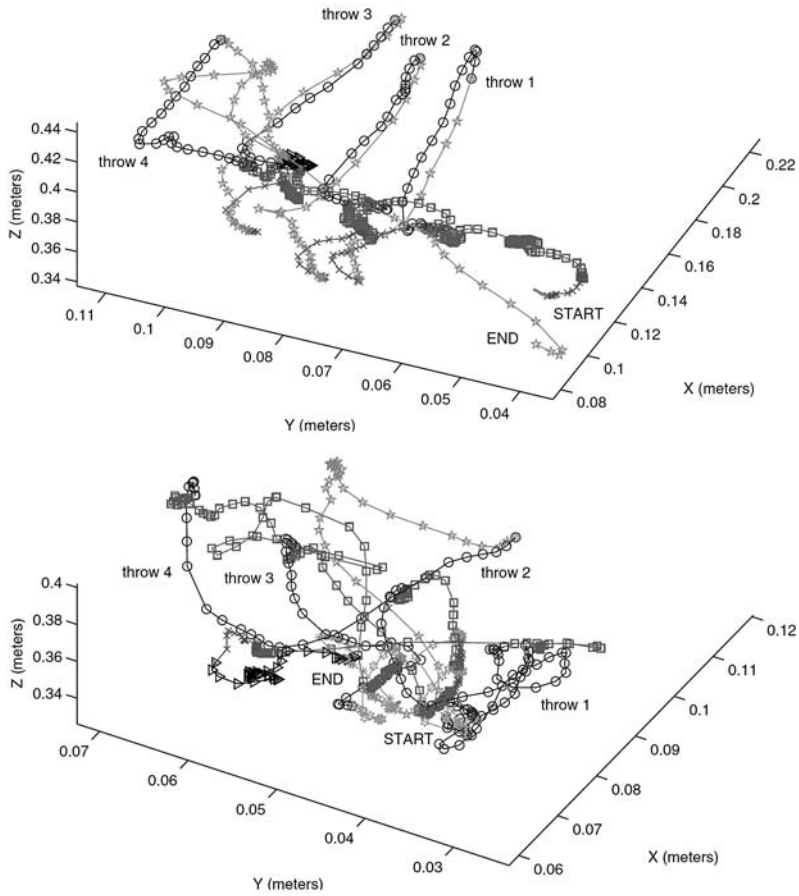 throw 3
throw 2
throw 1
throw 4
0.44
0.42
0.4
0.38
0.36
0.34
Z (meters)
0.11
0.1
0.09
0.08
0.07
0.06
0.05
0.04
Y (meters)
0.22
0.2
0.18
0.16
0.14
0.12
0.1
0.08
X (meters)
START
END
throw 4
throw 3
throw 2
throw 1
0.4
0.38
0.36
0.34
Z (meters)
END
START
0.07
0.06
0.05
0.04
0.03
Y (meters)
0.12
0.11
0.1
0.09
0.08
0.07
0.06
X (meters)